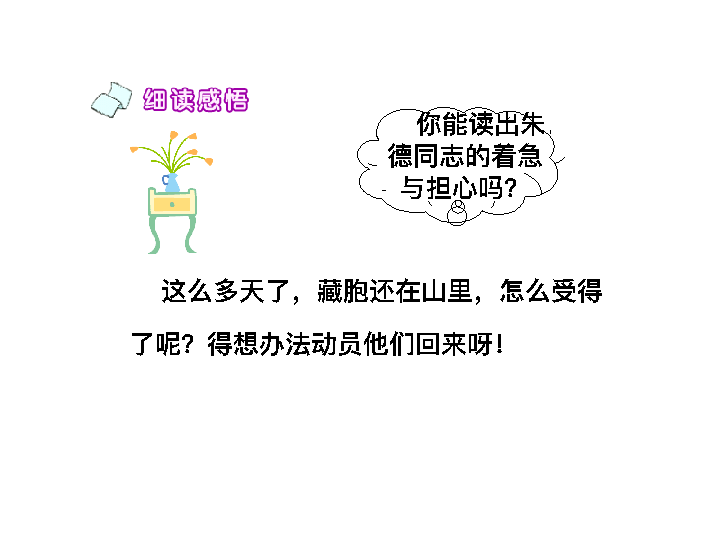 细读感悟
你能读出朱
德同志的着急
与担心吗?
这么多天了，藏胞还在山里，怎么受得
了呢?得想办法动员他们回来呀!